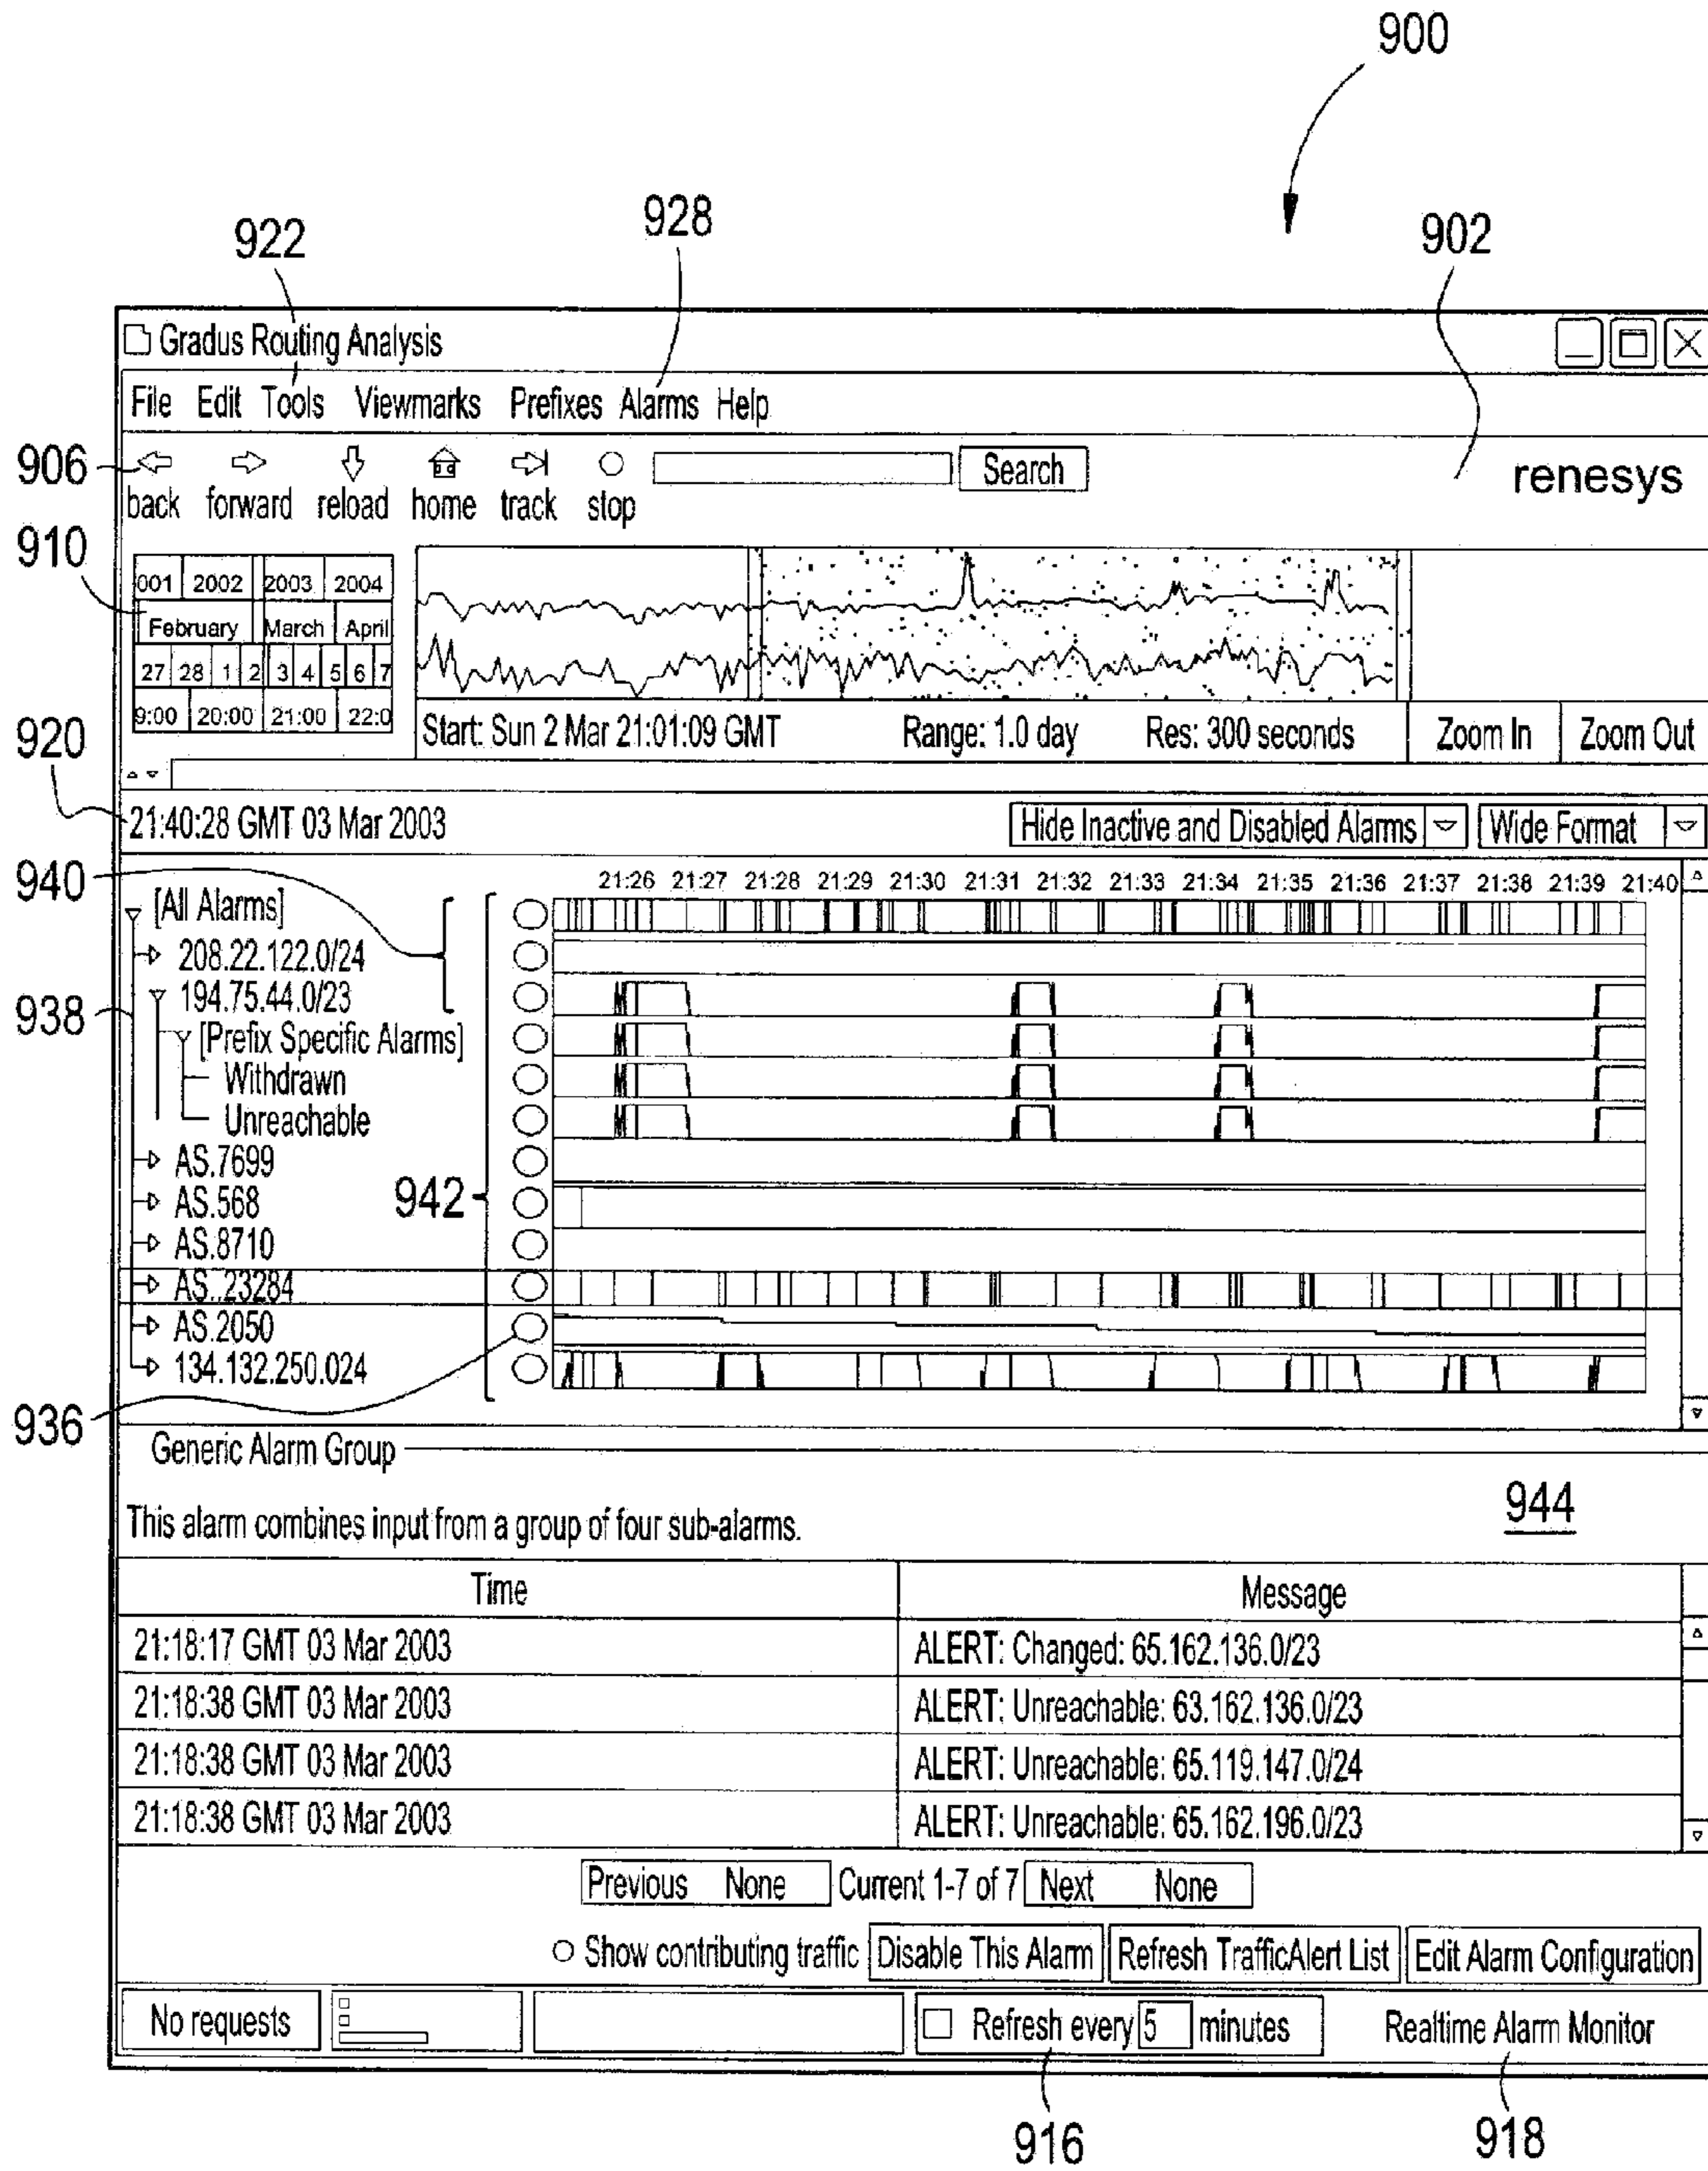 900
922
928
902
Gradus Routing Analysis
File Edit Tools Viewmarks Prefixes Alarms Help
906
back forward reload home track stop
Search
renesys
910
001 2002 2003 2004
February March April
27 28 1 2 3 4 5 6 7
9:00 20:00 21:00 22:0
Start: Sun 2 Mar 21:01:09 GMT Range: 1.0 day Res: 300 seconds Zoom In Zoom Out
920
21:40:28 GMT 03 Mar 2003 Hide Inactive and Disabled Alarms Wide Format
940
21:26 21:27 21:28 21:29 21:30 21:31 21:32 21:33 21:34 21:35 21:36 21:37 21:38 21:39 21:40
[All Alarms]
208.22.122.0/24
194.75.44.0/23
938
[Prefix Specific Alarms]
Withdrawn
Unreachable
AS.7699
AS.568
942
AS.8710
AS..23284
AS.2050
134.132.250.024
936
Generic Alarm Group
944
This alarm combines input from a group of four sub-alarms.
Time Message
21:18:17 GMT 03 Mar 2003 ALERT: Changed: 65.162.136.0/23
21:18:38 GMT 03 Mar 2003 ALERT: Unreachable: 63.162.136.0/23
21:18:38 GMT 03 Mar 2003 ALERT: Unreachable: 65.119.147.0/24
21:18:38 GMT 03 Mar 2003 ALERT: Unreachable: 65.162.196.0/23
Previous None Current 1-7 of 7 Next None
Show contributing traffic Disable This Alarm Refresh TrafficAlert List Edit Alarm Configuration
No requests Refresh every 5 minutes Realtime Alarm Monitor
916
918